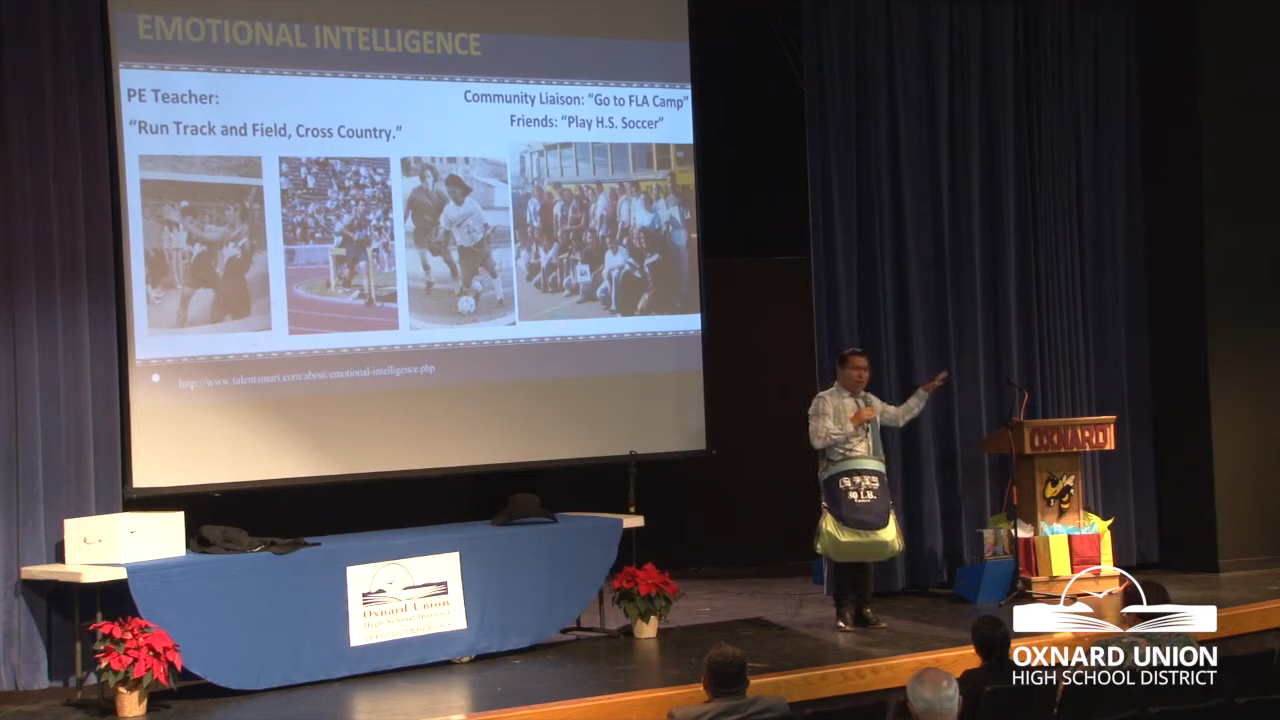 EMOTIONAL INTELLIGENCE
PE Teacher:
“Run Track and Field, Cross Country.”
Community Liaison: “Go to FLA Camp”
Friends: “Play H.S. Soccer”
http://www.talentsmart.com/about/emotional-intelligence.php
Oxnard Union
High School District
OXNARD
80 LB.
OXNARD UNION
HIGH SCHOOL DISTRICT